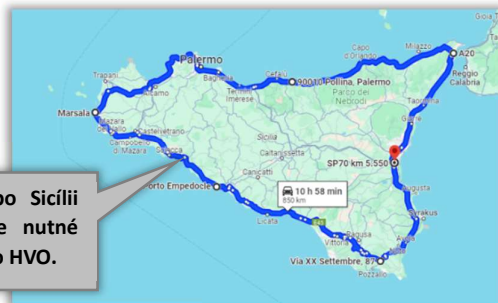 Gioia T
Milazzo
Capo
d'Orlando
A20
Palermo
Trapani
Bagheria
Cefalù
90010 Pollina, Palermo
Reggio
Calabria
Termini
Imerese
Parco dei
Nebrodi
Taormina
Marsala
Mazara
del Vallo
Castelvetrano
Campobello
di Mazara
Sciacca
Sicilia
Caltanissetta
SP70 km 5.550
Canicattì
po Sicílii
e nutné
o HVO.
Porto Empedocle
10 h 58 min
850 km
Augusta
Licata
Siracusa
Vittoria
Ragusa
Avola
Via XX Settembre, 87
Pozzallo